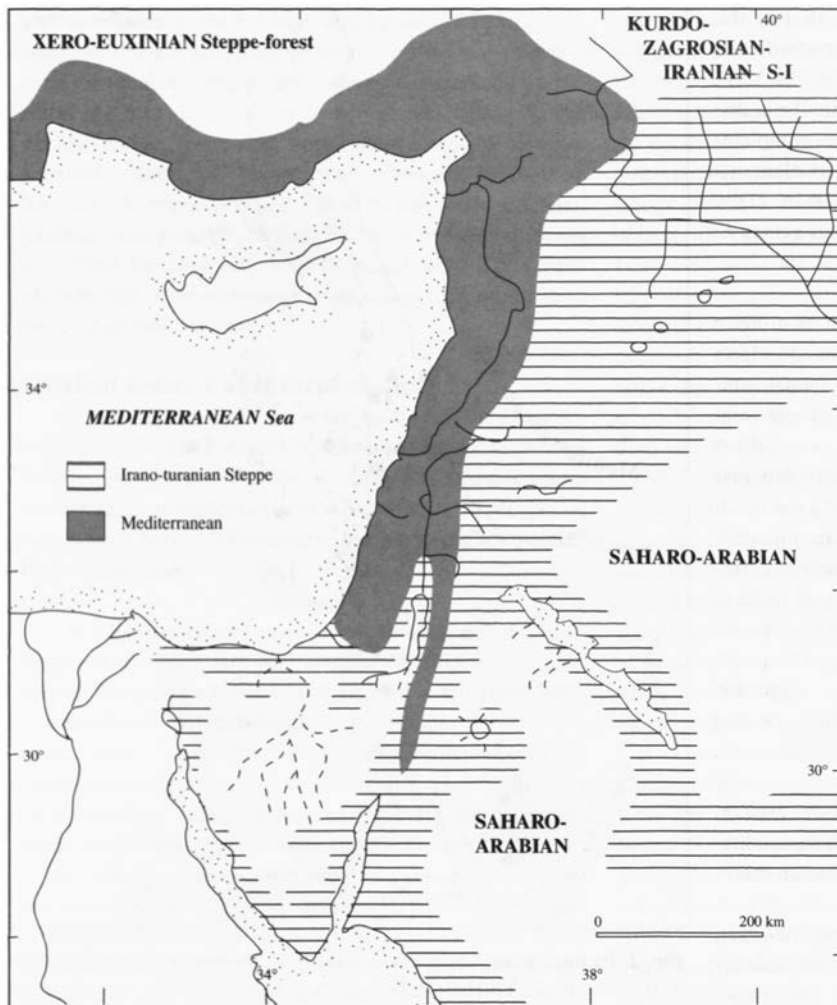 40°
XERO-EUXINIAN Steppe-forest
KURDO-
ZAGROSIAN-
IRANIAN S-I
34°
MEDITERRANEAN Sea
Irano-turanian Steppe
Mediterranean
SAHARO-ARABIAN
30°
30°
SAHARO-
ARABIAN
0
200 km
34°
38°